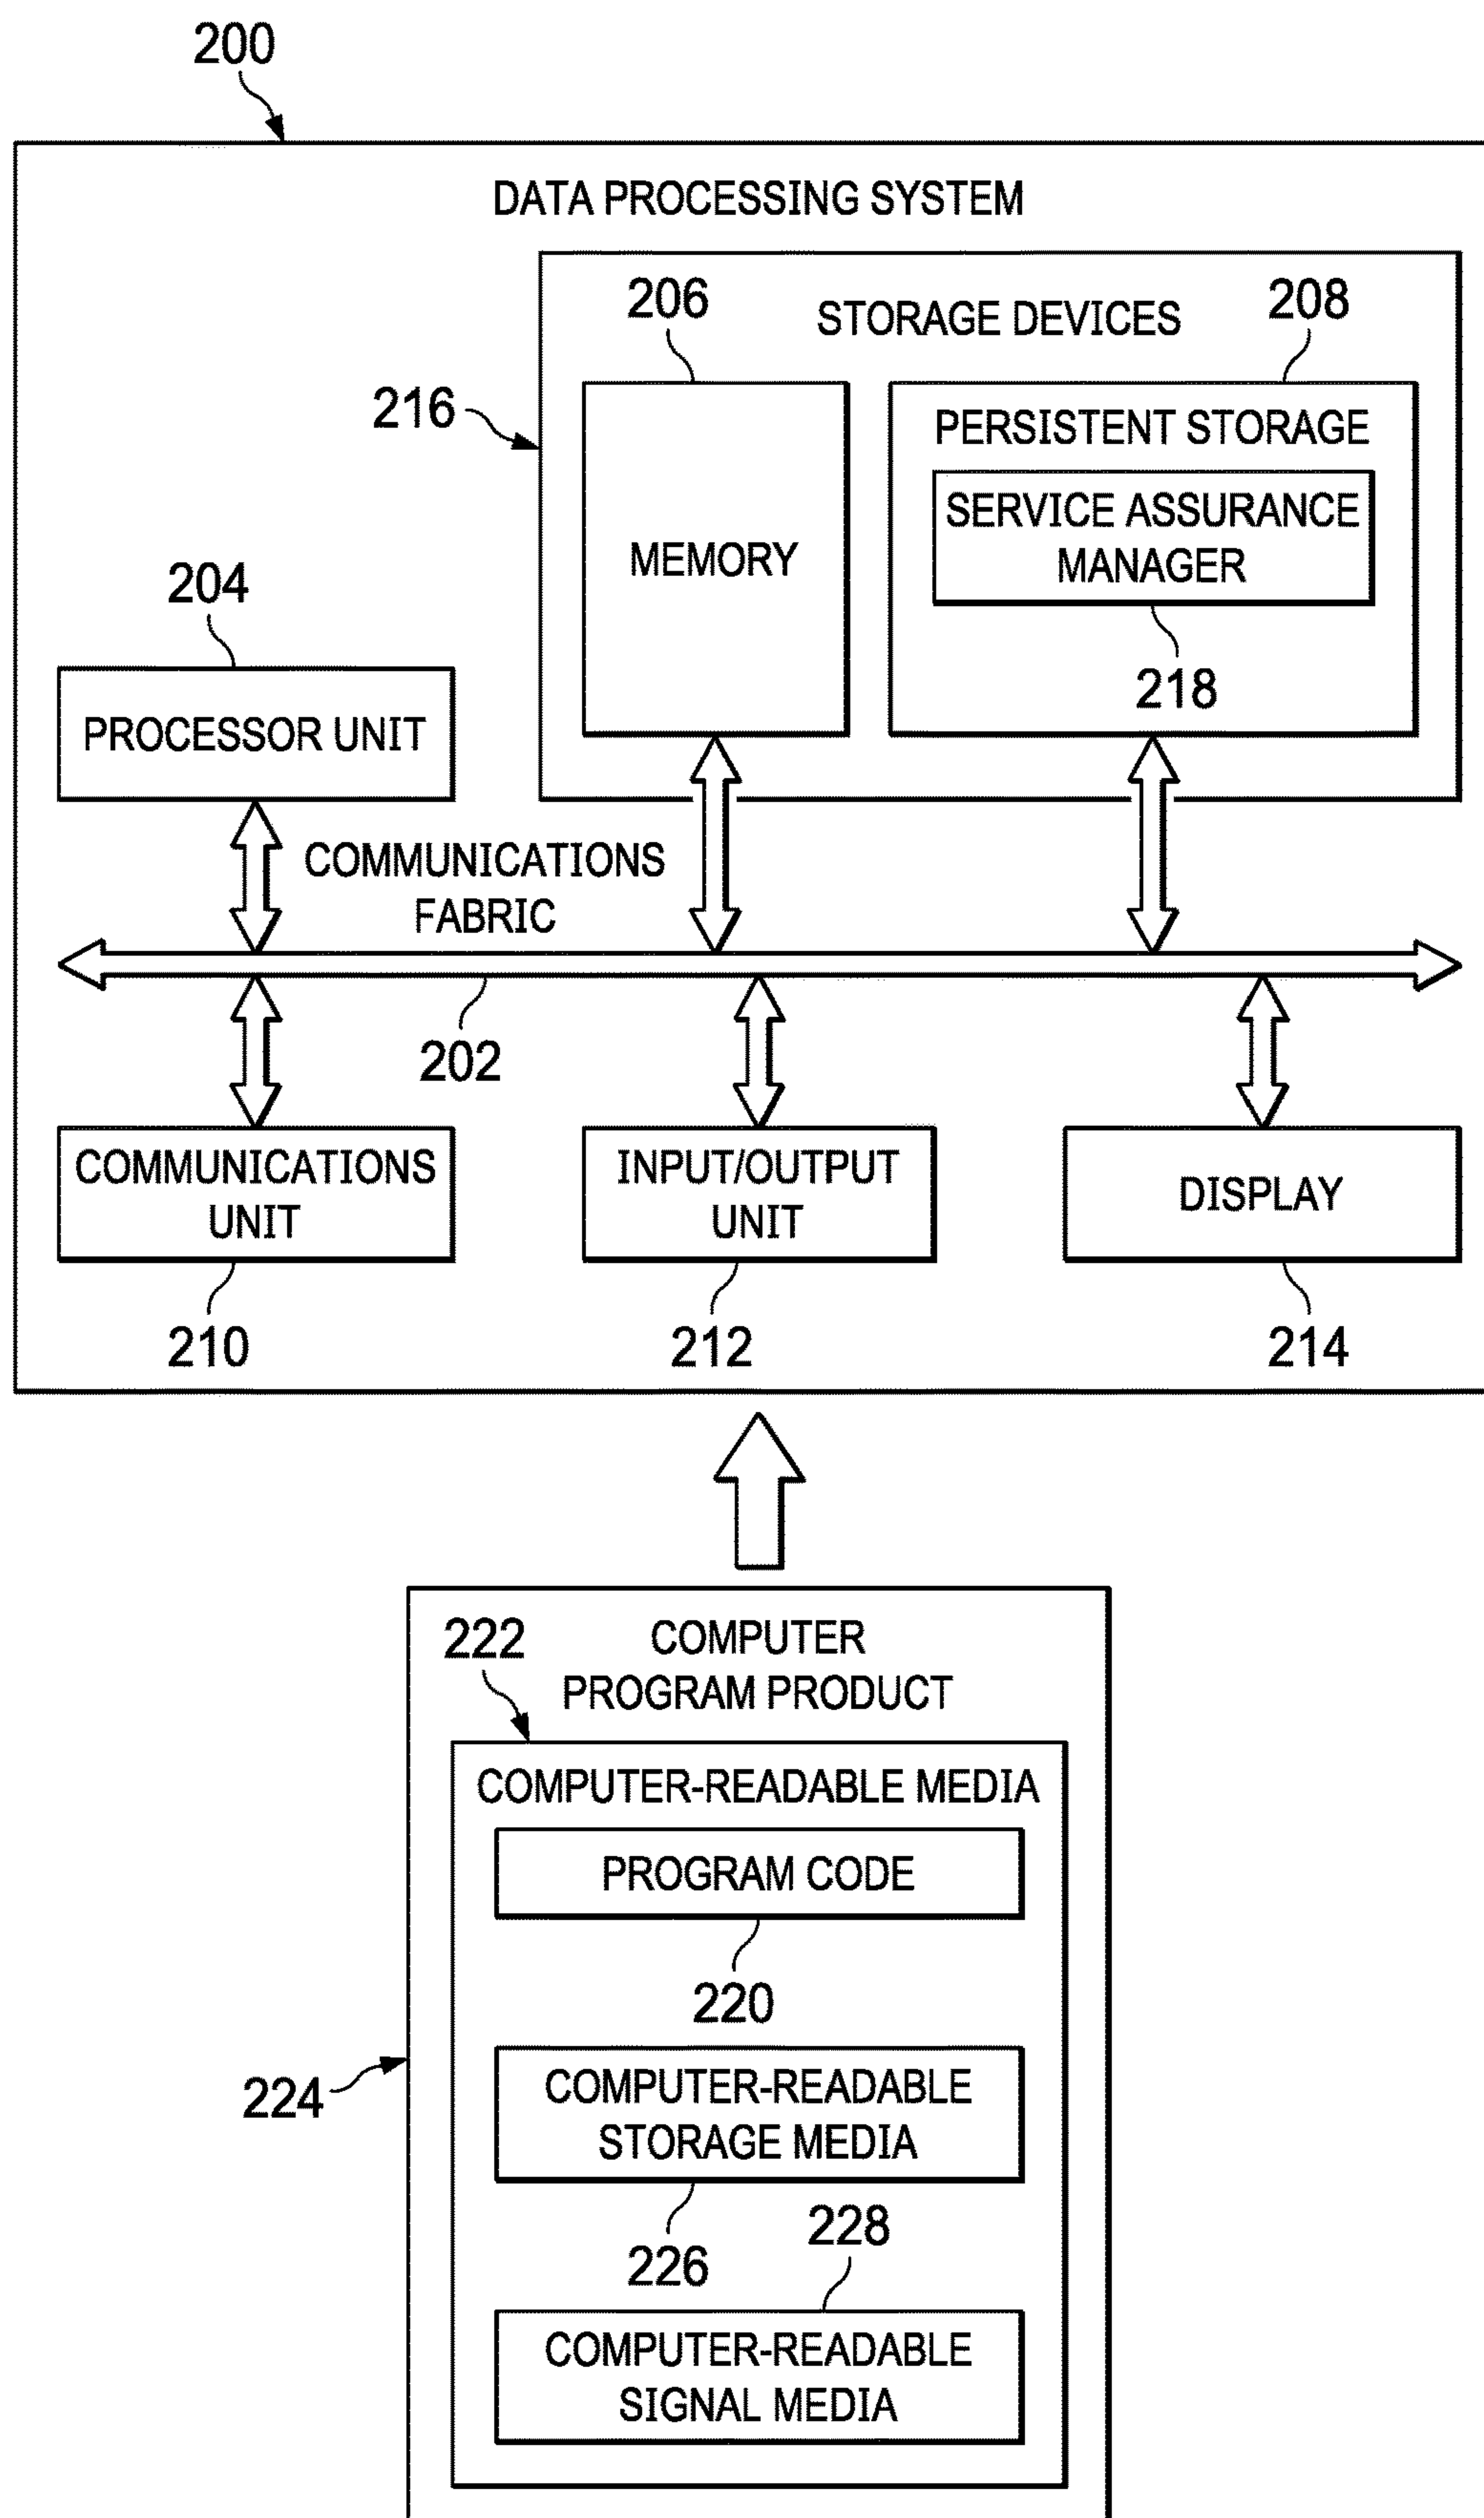 200
DATA PROCESSING SYSTEM
206
STORAGE DEVICES
208
216
PERSISTENT STORAGE
SERVICE ASSURANCE
MANAGER
MEMORY
204
218
PROCESSOR UNIT
COMMUNICATIONS
FABRIC
202
COMMUNICATIONS
UNIT
INPUT/OUTPUT
UNIT
DISPLAY
210
212
214
222
COMPUTER
PROGRAM PRODUCT
COMPUTER-READABLE MEDIA
PROGRAM CODE
220
224
COMPUTER-READABLE
STORAGE MEDIA
226
228
COMPUTER-READABLE
SIGNAL MEDIA